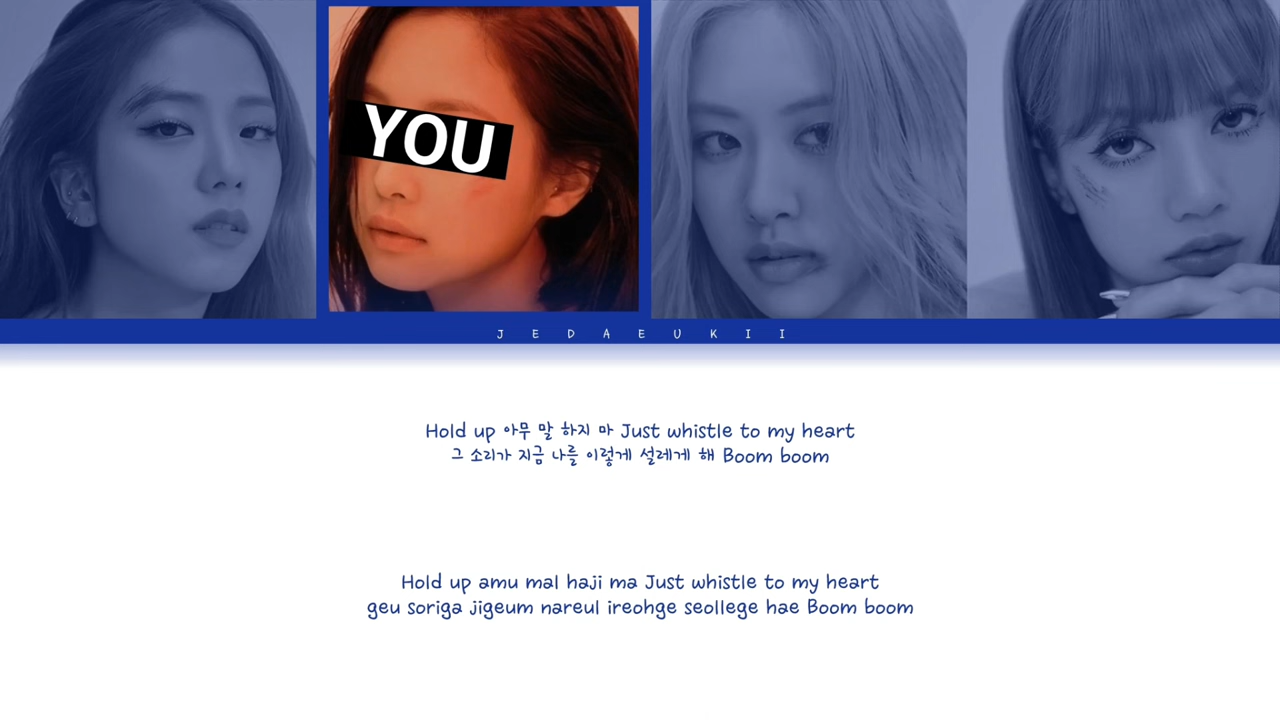 YOU
J E D A E U K I I
Hold up 아무 말 하지 마 Just whistle to my heart
그 소리가 지금 나를 이렇게 설레게 해 Boom boom
Hold up amu mal haji ma Just whistle to my heart
geu soriga jigeum nareul ireohge seollege hae Boom boom